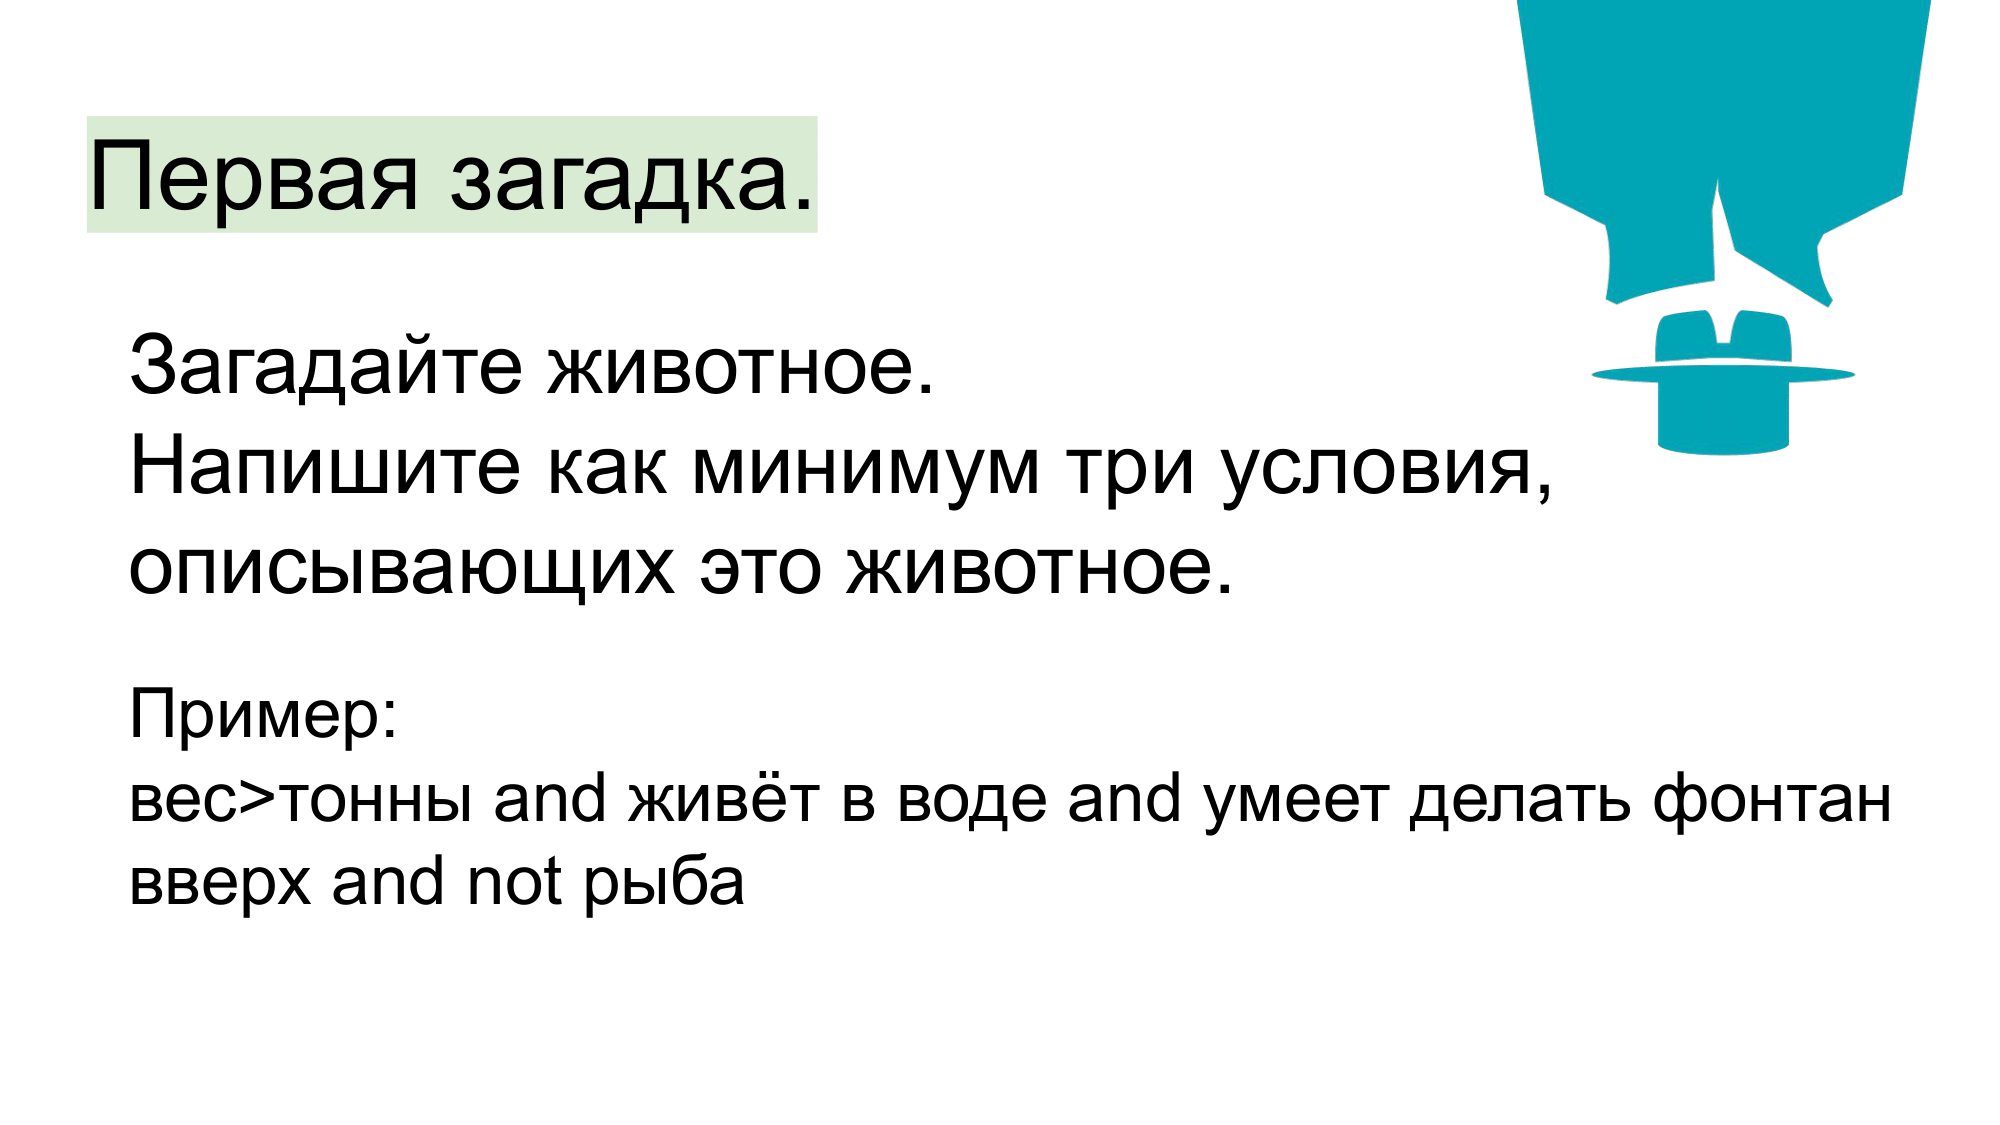 Первая загадка.
Загадайте животное.
Напишите как минимум три условия,
описывающих это животное.
Пример:
вес>тонны and живёт в воде and умеет делать фонтан
вверх and not рыба